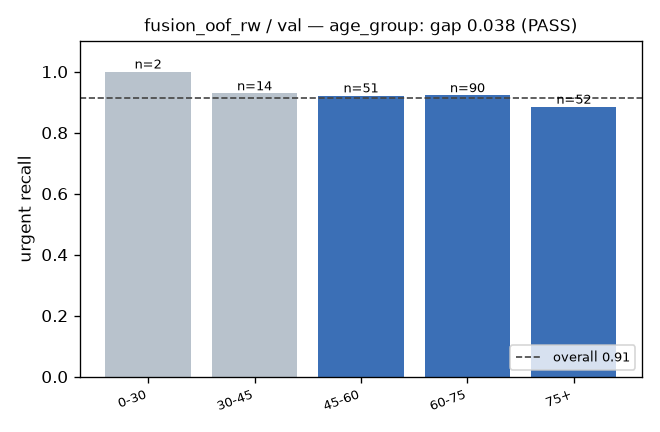 fusion_oof_rw / val — age_group: gap 0.038 (PASS)
urgent recall
1.0
0.8
0.6
0.4
0.2
0.0
n=2
n=14
n=51
n=90
n=52
overall 0.91
0-30
30-45
45-60
60-75
75+